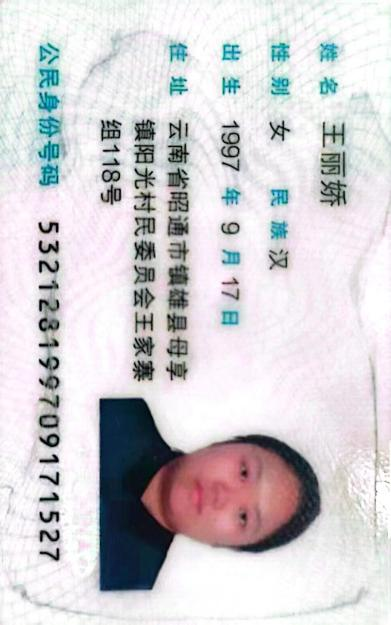 姓名 王丽娇
性别 女 民族 汉
出生 1997 年 9 月 17 日
住址 云南省昭通市镇雄县母享
镇阳光村民委员会王家寨
组118号
公民身份号码 532128199709171527